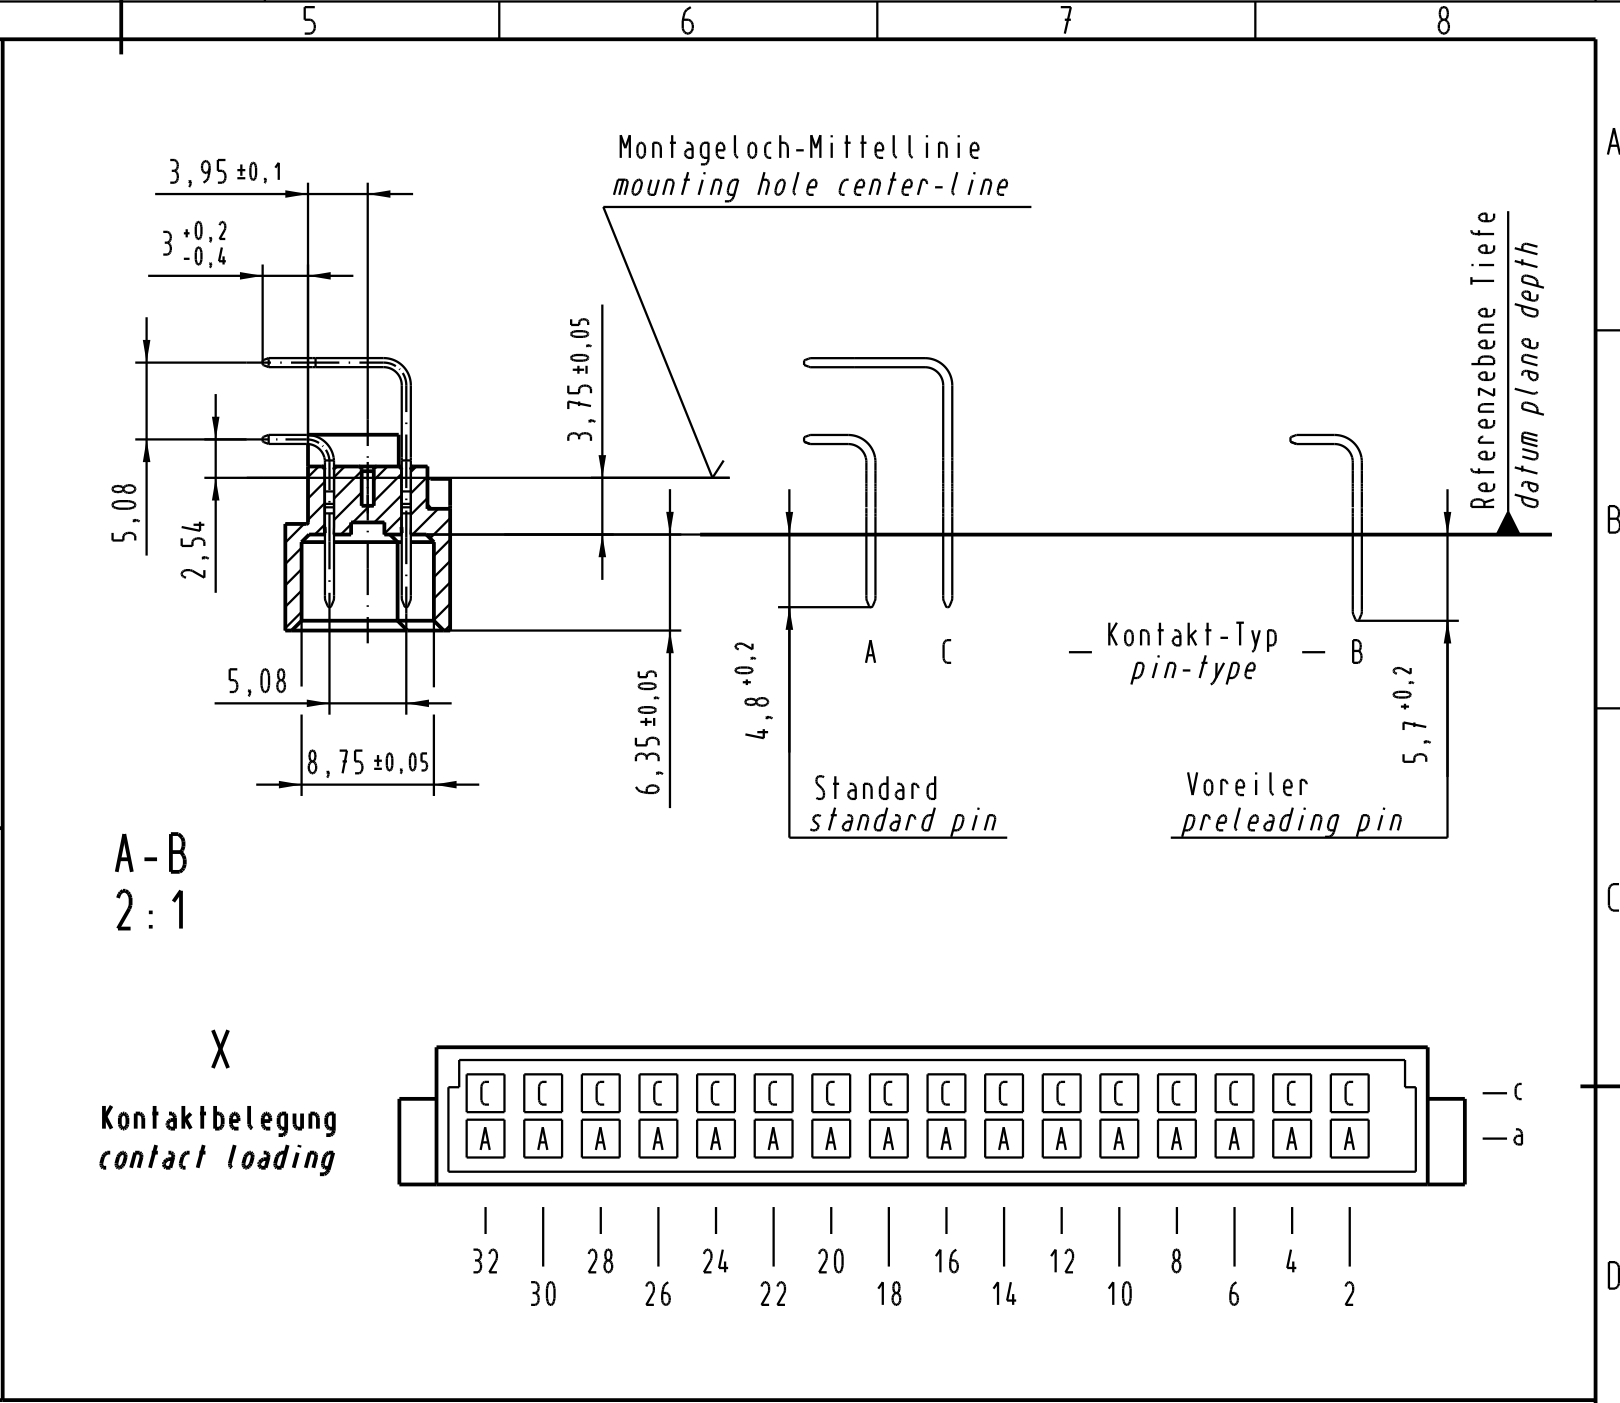 5 6 7 8
A
Montageloch-Mittellinie
mounting hole center-line
3,95 ±0,1
3 +0,2
-0,4
Referenzebene Tiefe
datum plane depth
3,75 ±0,05
5,08
2,54
B
A C
— Kontakt-Typ — B
pin-type
5,08
8,75 ±0,05
6,35 ±0,05
4,8 +0,2
5,7 +0,2
Standard
standard pin
Voreiler
preleading pin
A-B
2:1
C
X
Kontaktbelegung
contact loading
C C C C C C C C C C C C C C C C — c
A A A A A A A A A A A A A A A A — a
32 28 24 20 16 12 8 4
30 26 22 18 14 10 6 2
D